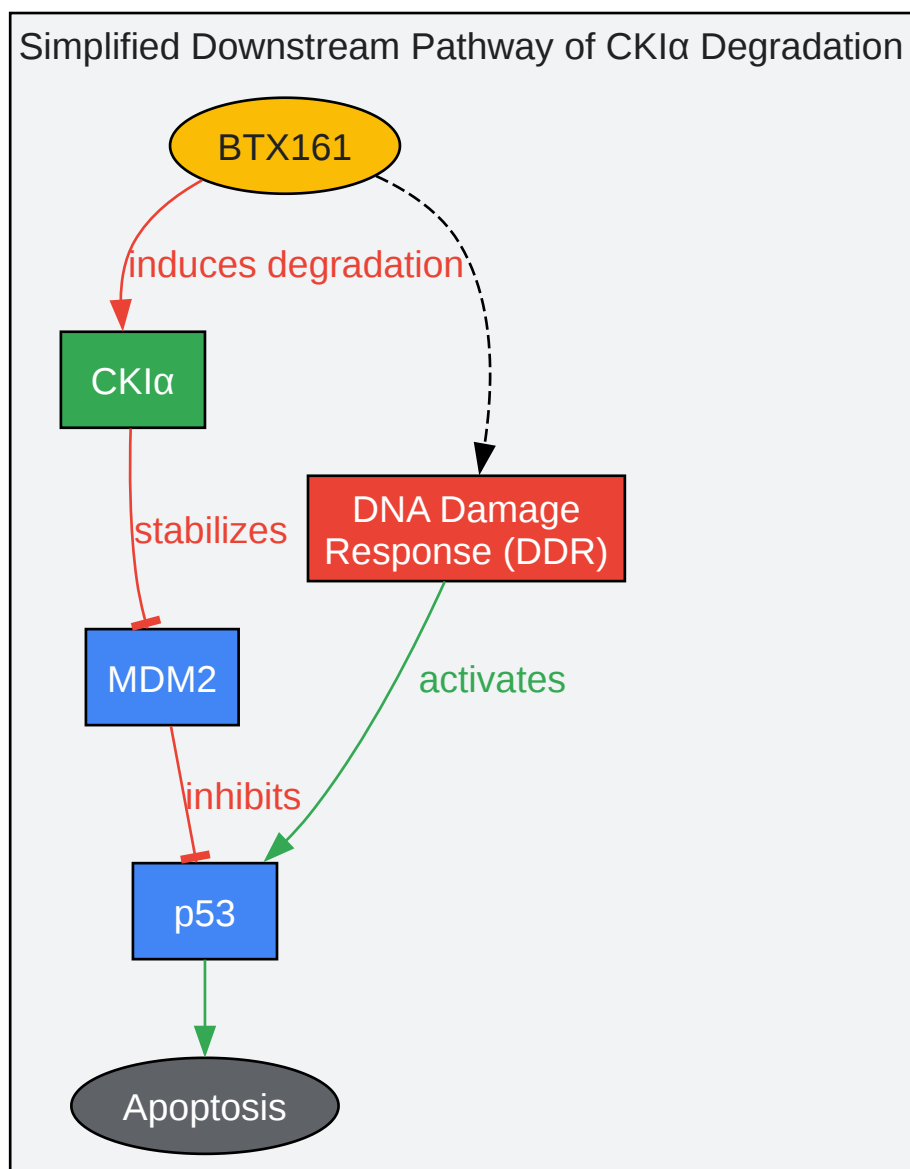 Simplified Downstream Pathway of CKIα Degradation
BTX161
induces degradation
CKIα
DNA Damage
Response (DDR)
stabilizes
MDM2
activates
inhibits
p53
Apoptosis